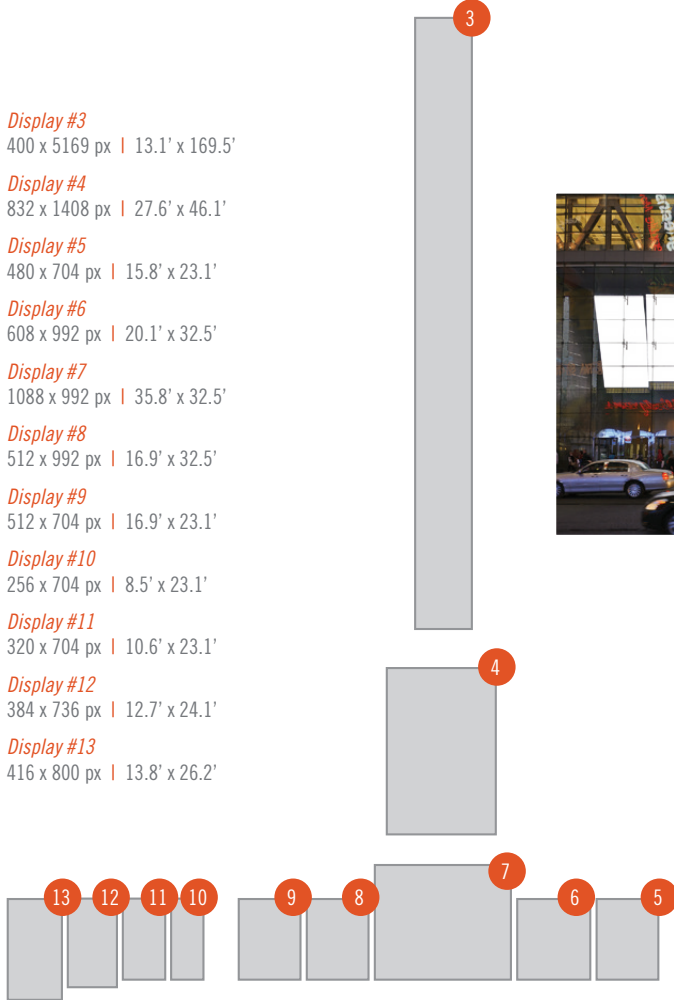 Display #3
400 x 5169 px | 13.1’ x 169.5’
Display #4
832 x 1408 px | 27.6’ x 46.1’
Display #5
480 x 704 px | 15.8’ x 23.1’
Display #6
608 x 992 px | 20.1’ x 32.5’
Display #7
1088 x 992 px | 35.8’ x 32.5’
Display #8
512 x 992 px | 16.9’ x 32.5’
Display #9
512 x 704 px | 16.9’ x 23.1’
Display #10
256 x 704 px | 8.5’ x 23.1’
Display #11
320 x 704 px | 10.6’ x 23.1’
Display #12
384 x 736 px | 12.7’ x 24.1’
Display #13
416 x 800 px | 13.8’ x 26.2’
3
4
7
13 12 11 10 9 8 6 5